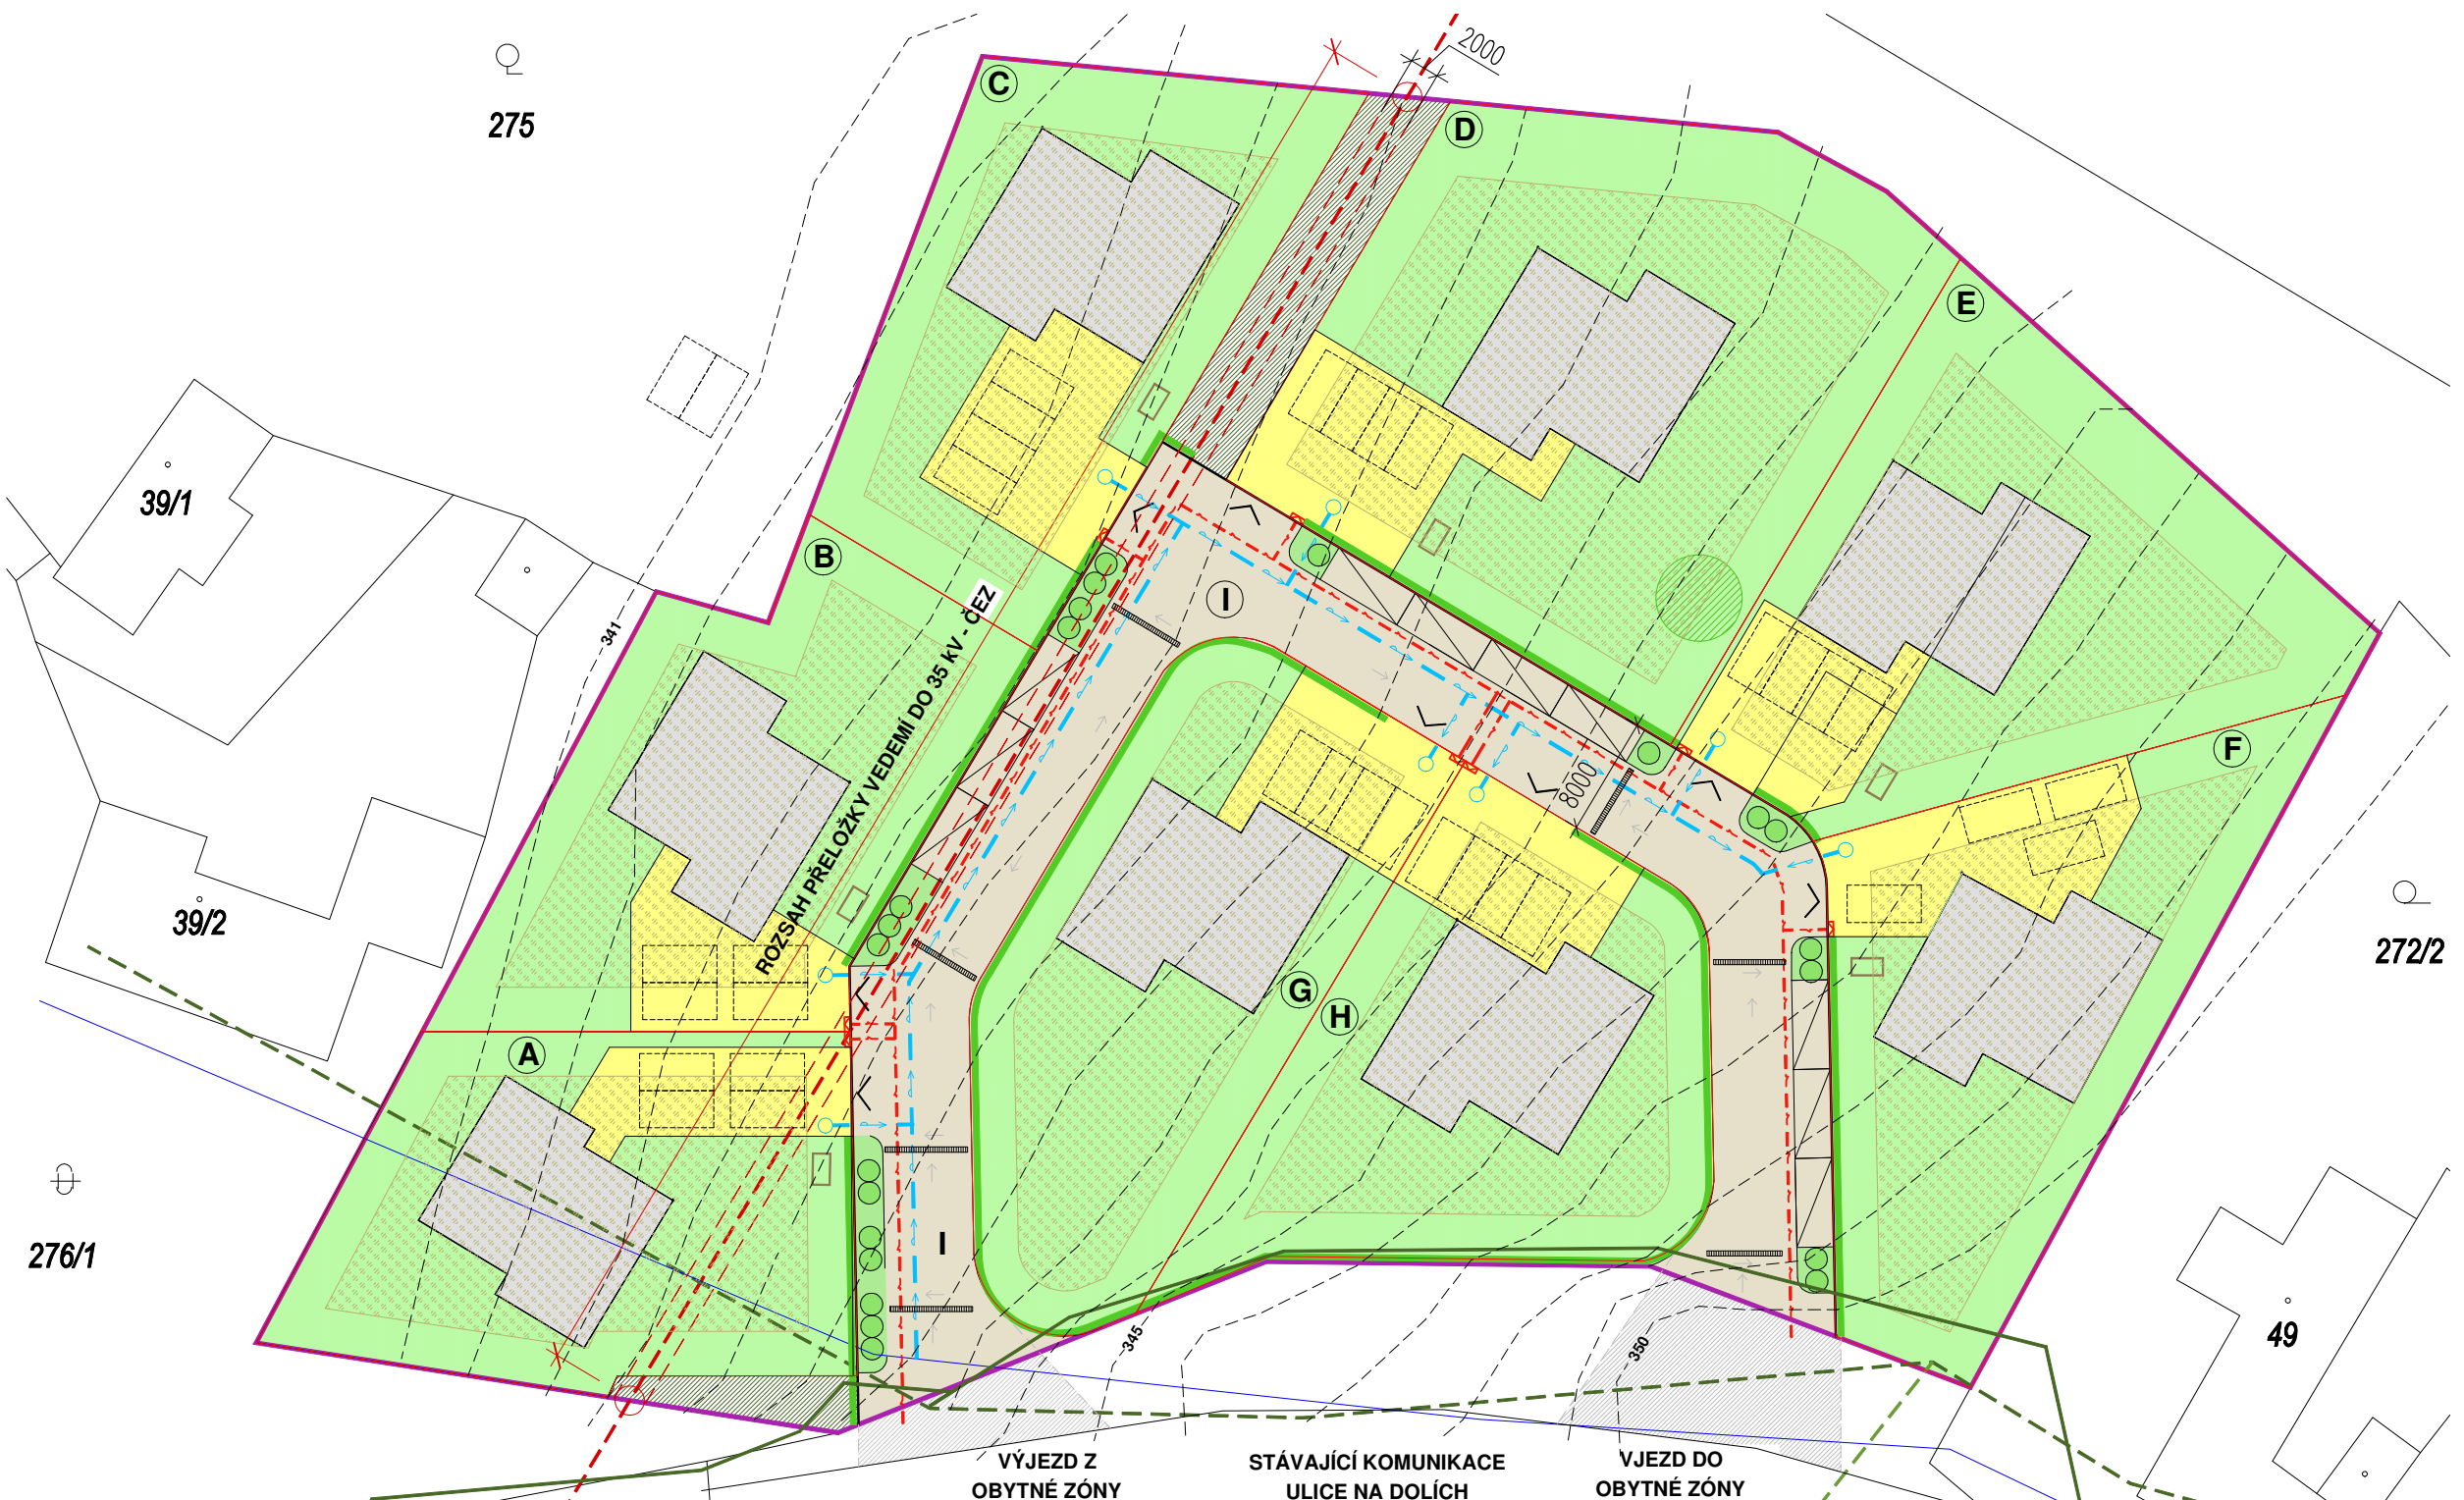 2000
C
275
D
E
39/1
B
I
341
ROZSAH PŘELOŽKY VEDEMÍ DO 35 kV - ČEZ
F
8000
39/2
272/2
G
H
A
276/1
I
49
345
350
VÝJEZD Z
OBYTNÉ ZÓNY
STÁVAJÍCÍ KOMUNIKACE
ULICE NA DOLÍCH
VJEZD DO
OBYTNÉ ZÓNY